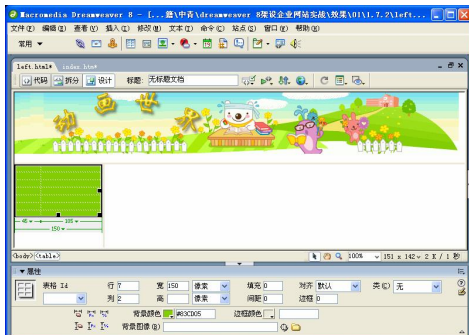 Macromedia Dreamweaver 8 - [...籍\中青\dreamweaver 8架设企业网站实战\效果\01\1.7.2\left...
文件(F) 编辑(E) 查看(V) 插入(I) 修改(M) 文本(T) 命令(C) 站点(S) 窗口(W) 帮助(H)
常用
left.html* index.htm*
代码 拆分 设计 标题: 无标题文档
动画世界
45 105
150
<body><table> 100% 151 x 142 2 K / 1 秒
属性
表格 Id 行 7 宽 150 像素 填充 0 对齐 默认 类(C) 无
列 2 高 像素 间距 0 边框 0
背景颜色 #83CD05 边框颜色
背景图像(B)